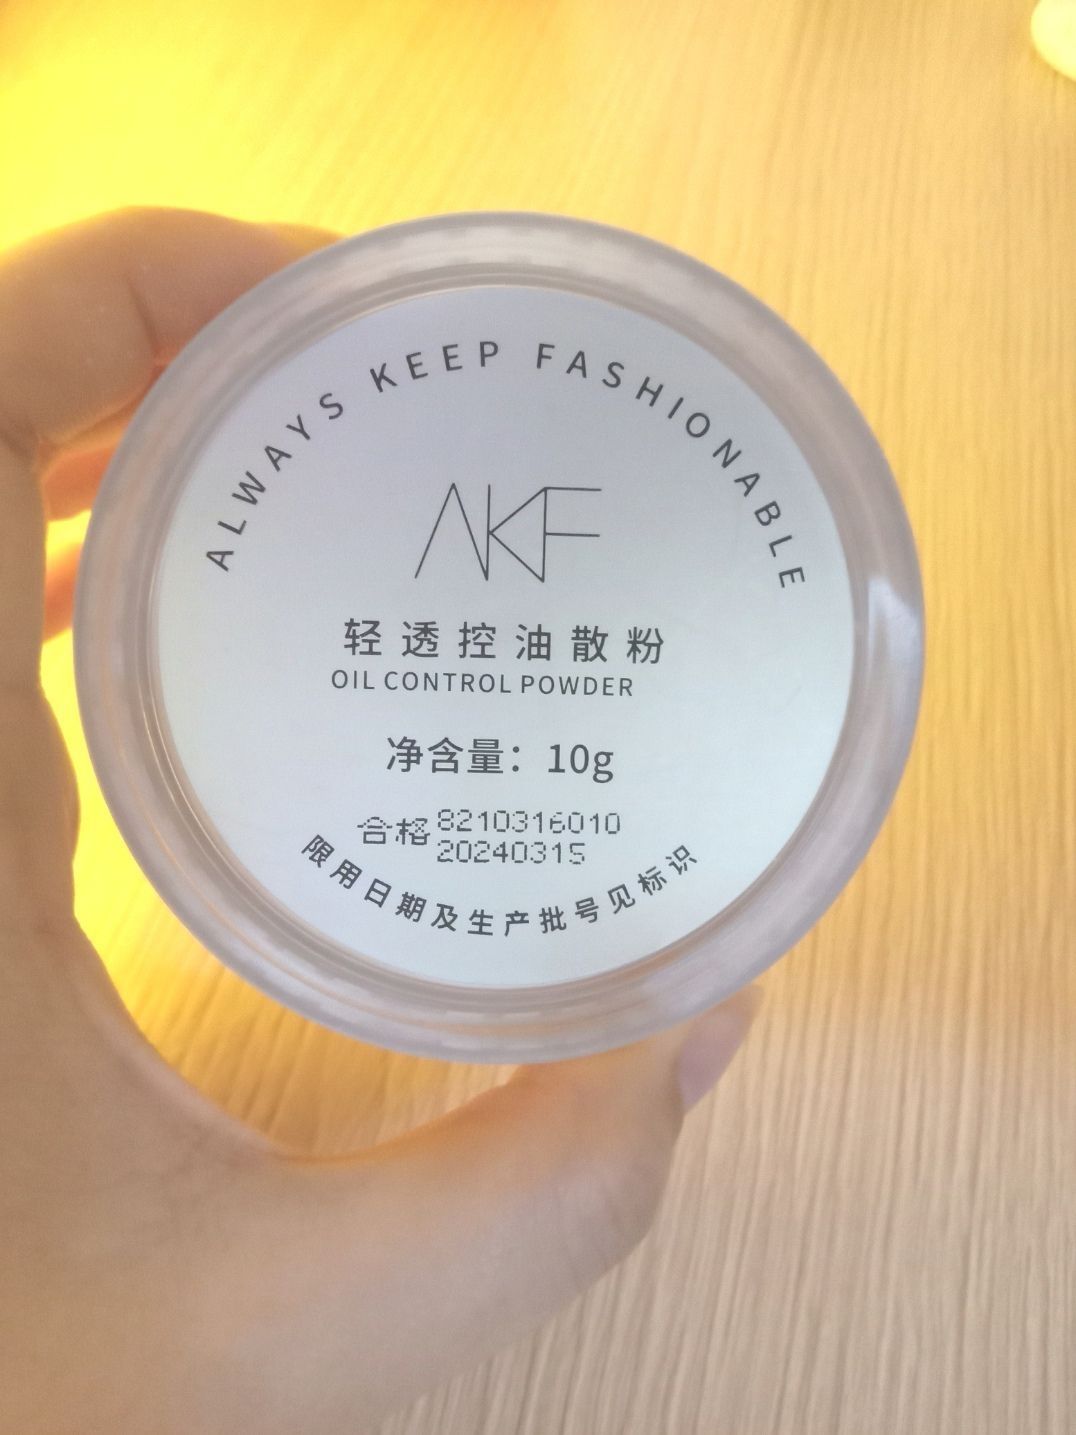 ALWAYS KEEP FASHIONABLE
AKF
轻透控油散粉
OIL CONTROL POWDER
净含量：10g
合格 8210316010
20240315
限用日期及生产批号见标识